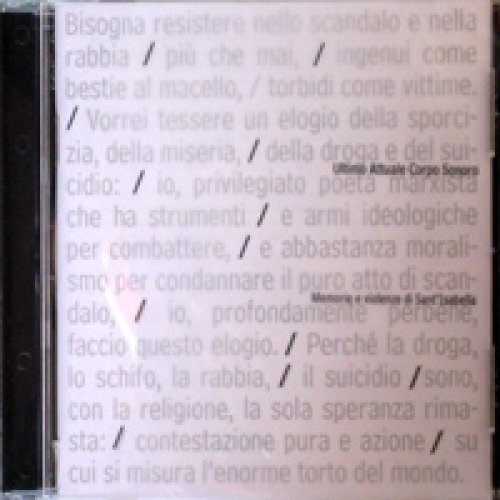 Bisogna resistere nello scandalo e nella
rabbia / più che mai, / ingenui come
bestie al macello, / torbidi come vittime.
/ Vorrei tessere un elogio della sporci-
zia, della miseria, / della droga e del sui-
Ultimo Attuale Corpo Sonoro
cidio: / io, privilegiato poeta marxista
che ha strumenti / e armi ideologiche
per combattere, / e abbastanza morali-
smo per condannare il puro atto di scan-
Memorie e violenze di Sant'Isabella
dalo, / io, profondamente perbene,
faccio questo elogio. / Perché la droga,
lo schifo, la rabbia, / il suicidio / sono,
con la religione, la sola speranza rima-
sta: / contestazione pura e azione / su
cui si misura l'enorme torto del mondo.